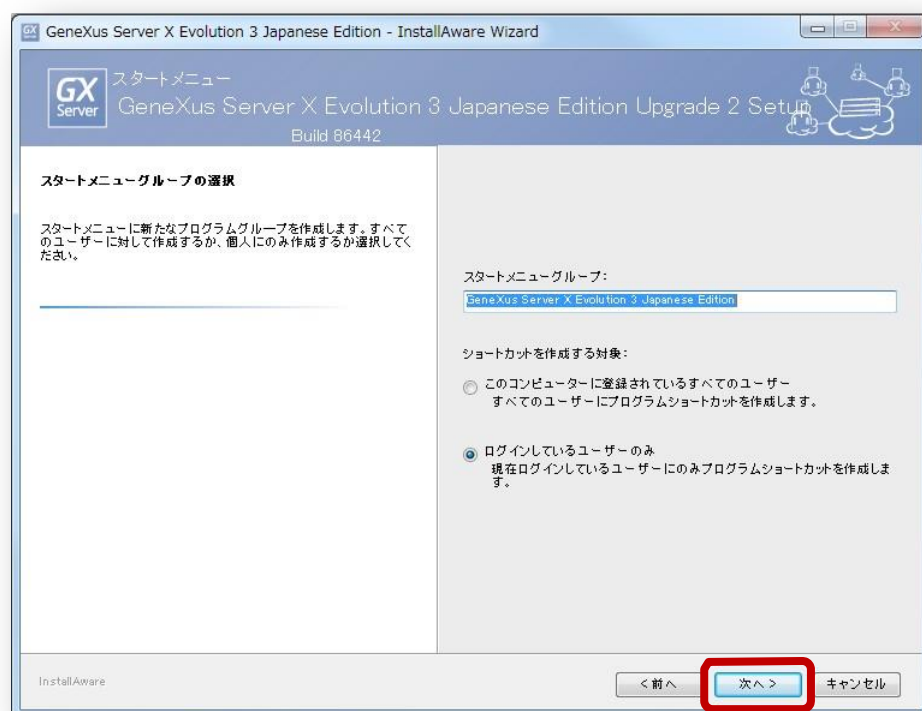 GeneXus Server X Evolution 3 Japanese Edition - InstallAware Wizard
GX
Server
スタートメニュー
GeneXus Server X Evolution 3 Japanese Edition Upgrade 2 Setup
Build 86442
スタートメニューグループの選択
スタートメニューに新たなプログラムグループを作成します。すべて
のユーザーに対して作成するか、個人にのみ作成するか選択してく
ださい。
スタートメニューグループ:
GeneXus Server X Evolution 3 Japanese Edition
ショートカットを作成する対象:
このコンピューターに登録されているすべてのユーザー
すべてのユーザーにプログラムショートカットを作成します。
ログインしているユーザーのみ
現在ログインしているユーザーにのみプログラムショートカットを作成しま
す。
InstallAware
<前へ
次へ>
キャンセル